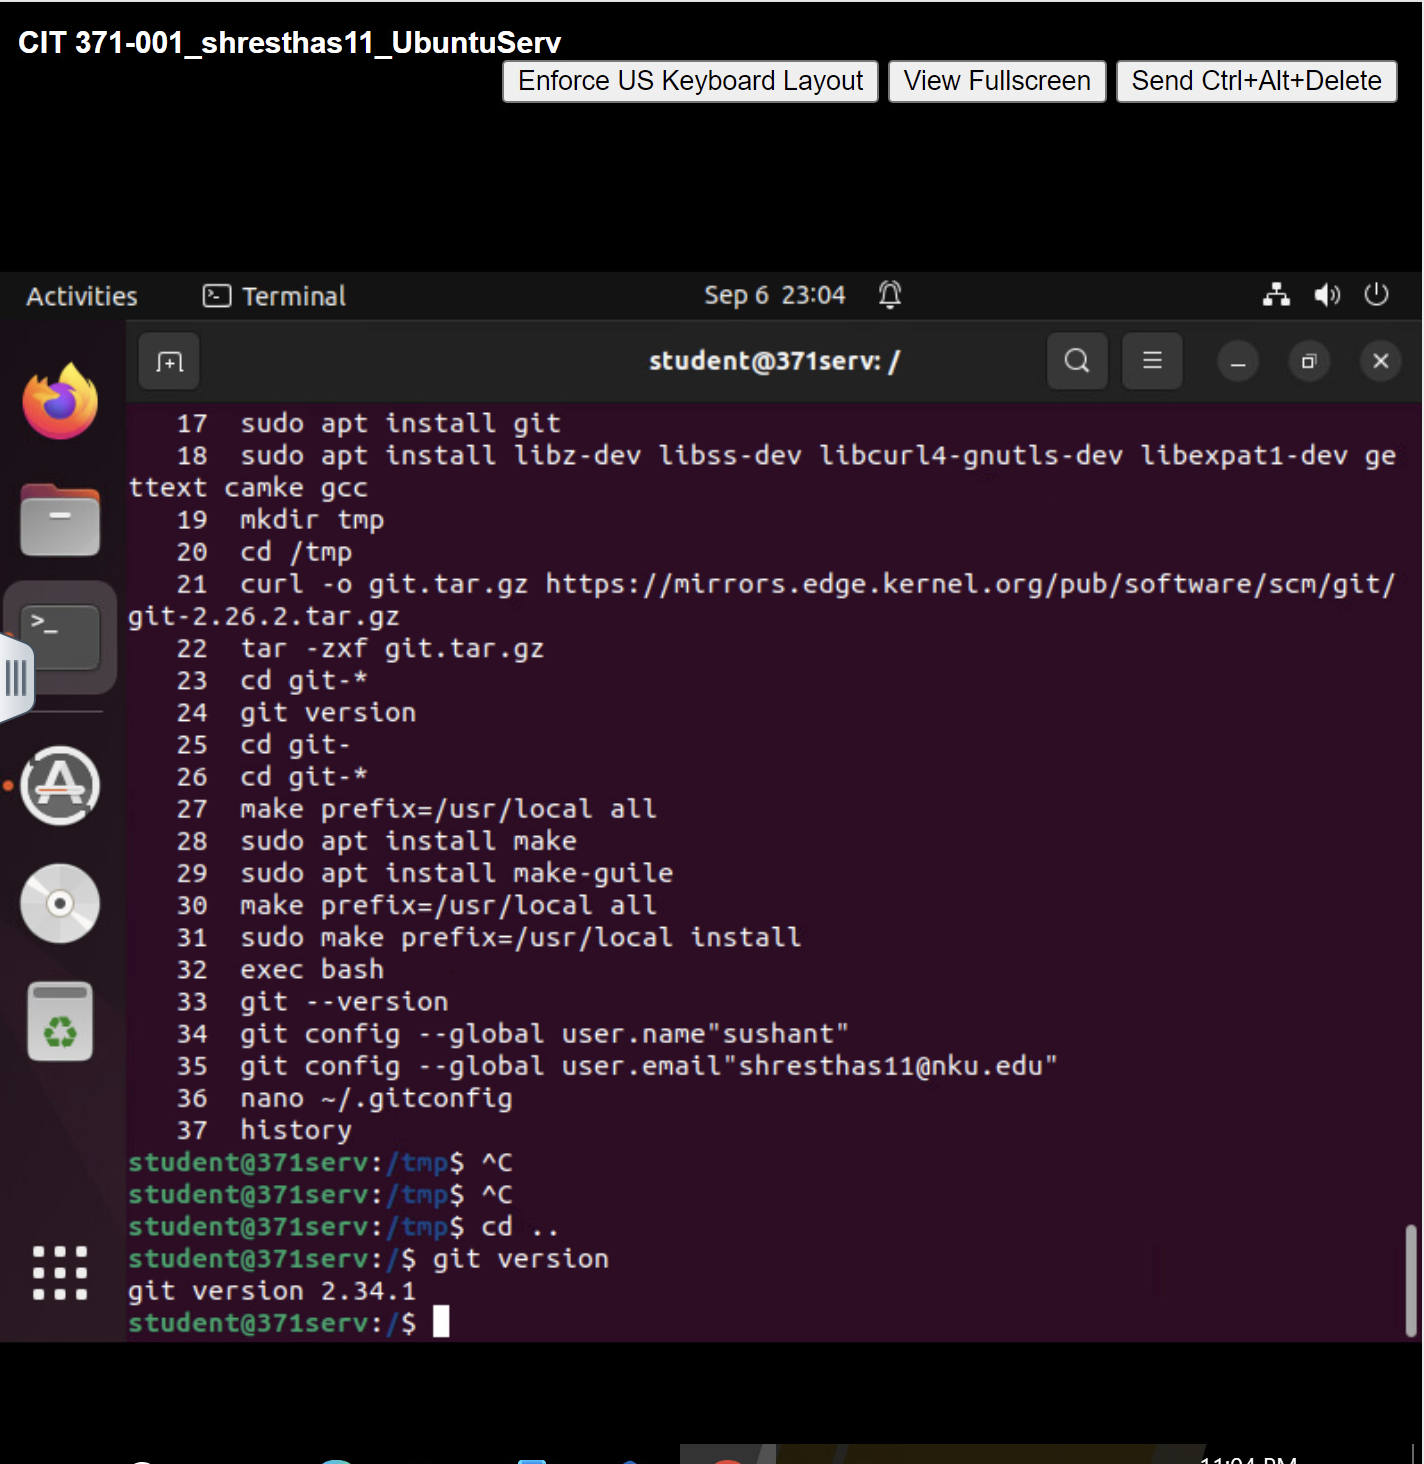 CIT 371-001_shresthas11_UbuntuServ
Enforce US Keyboard Layout View Fullscreen Send Ctrl+Alt+Delete
Activities Terminal Sep 6 23:04
student@371serv: /
17 sudo apt install git
18 sudo apt install libz-dev libss-dev libcurl4-gnutls-dev libexpat1-dev ge
ttext camke gcc
19 mkdir tmp
20 cd /tmp
21 curl -o git.tar.gz https://mirrors.edge.kernel.org/pub/software/scm/git/
git-2.26.2.tar.gz
22 tar -zxf git.tar.gz
23 cd git-*
24 git version
25 cd git-
26 cd git-*
27 make prefix=/usr/local all
28 sudo apt install make
29 sudo apt install make-guile
30 make prefix=/usr/local all
31 sudo make prefix=/usr/local install
32 exec bash
33 git --version
34 git config --global user.name"sushant"
35 git config --global user.email"shresthas11@nku.edu"
36 nano ~/.gitconfig
37 history
student@371serv:/tmp$ ^C
student@371serv:/tmp$ ^C
student@371serv:/tmp$ cd ..
student@371serv:/$ git version
git version 2.34.1
student@371serv:/$
11:04 PM